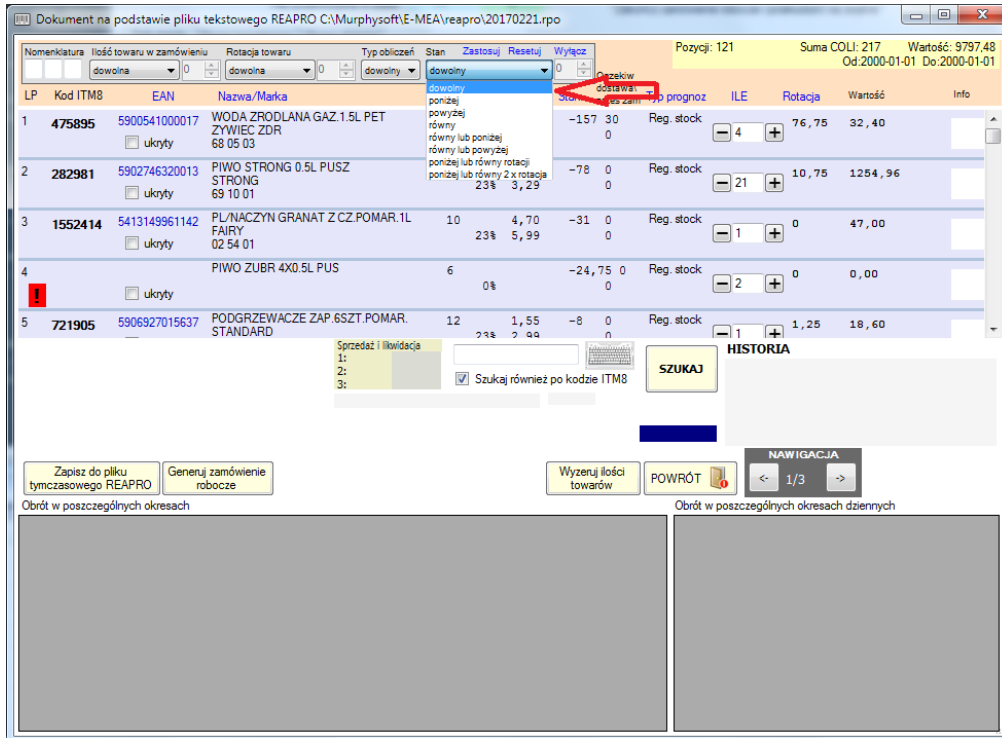 Dokument na podstawie pliku tekstowego REAPRO C:\Murphysoft\E-MEA\reapro\20170221.rpo
Nomenklatura Ilość towaru w zamówieniu Rotacja towaru Typ obliczeń Stan Zastosuj Resetuj Wyłącz
Pozycji: 121 Suma COLI: 217 Wartość: 9797,48
Od:2000-01-01 Do:2000-01-01
dowolna 0 dowolna 0 dowolny dowolny 0
dowolny
poniżej
powyżej
równy
równy lub poniżej
równy lub powyżej
poniżej lub równy rotacji
poniżej lub równy 2 x rotacja
LP Kod ITM8 EAN Nazwa/Marka Typ prognoz ILE Rotacja Wartość Info
1 475895 5900541000017 WODA ZRODLANA GAZ.1.5L PET -157 30 Reg. stock 4 76,75 32,40
ukryty ZYWIEC ZDR 0
68 05 03
2 282981 5902746320013 PIWO STRONG 0.5L PUSZ -78 0 Reg. stock 21 10,75 1254,96
ukryty STRONG 23% 3,29 0
69 10 01
3 1552414 5413149961142 PL/NACZYN GRANAT Z CZ.POMAR.1L 10 4,70 -31 0 Reg. stock 1 0 47,00
ukryty FAIRY 23% 5,99 0
02 54 01
4 PIWO ZUBR 4X0.5L PUS 6 -24,75 0 Reg. stock 2 0 0,00
! ukryty 0% 0
5 721905 5906927015637 PODGRZEWACZE ZAP.6SZT.POMAR. 12 1,55 -8 0 Reg. stock 1 1,25 18,60
STANDARD 23% 2,99 0
Sprzedaż i likwidacja
1:
2:
3:
Szukaj również po kodzie ITM8
SZUKAJ
HISTORIA
Zapisz do pliku tymczasowego REAPRO
Generuj zamówienie robocze
Wyzeruj ilości towarów
POWRÓT
NAWIGACJA
<- 1/3 ->
Obrót w poszczególnych okresach
Obrót w poszczególnych okresach dziennych